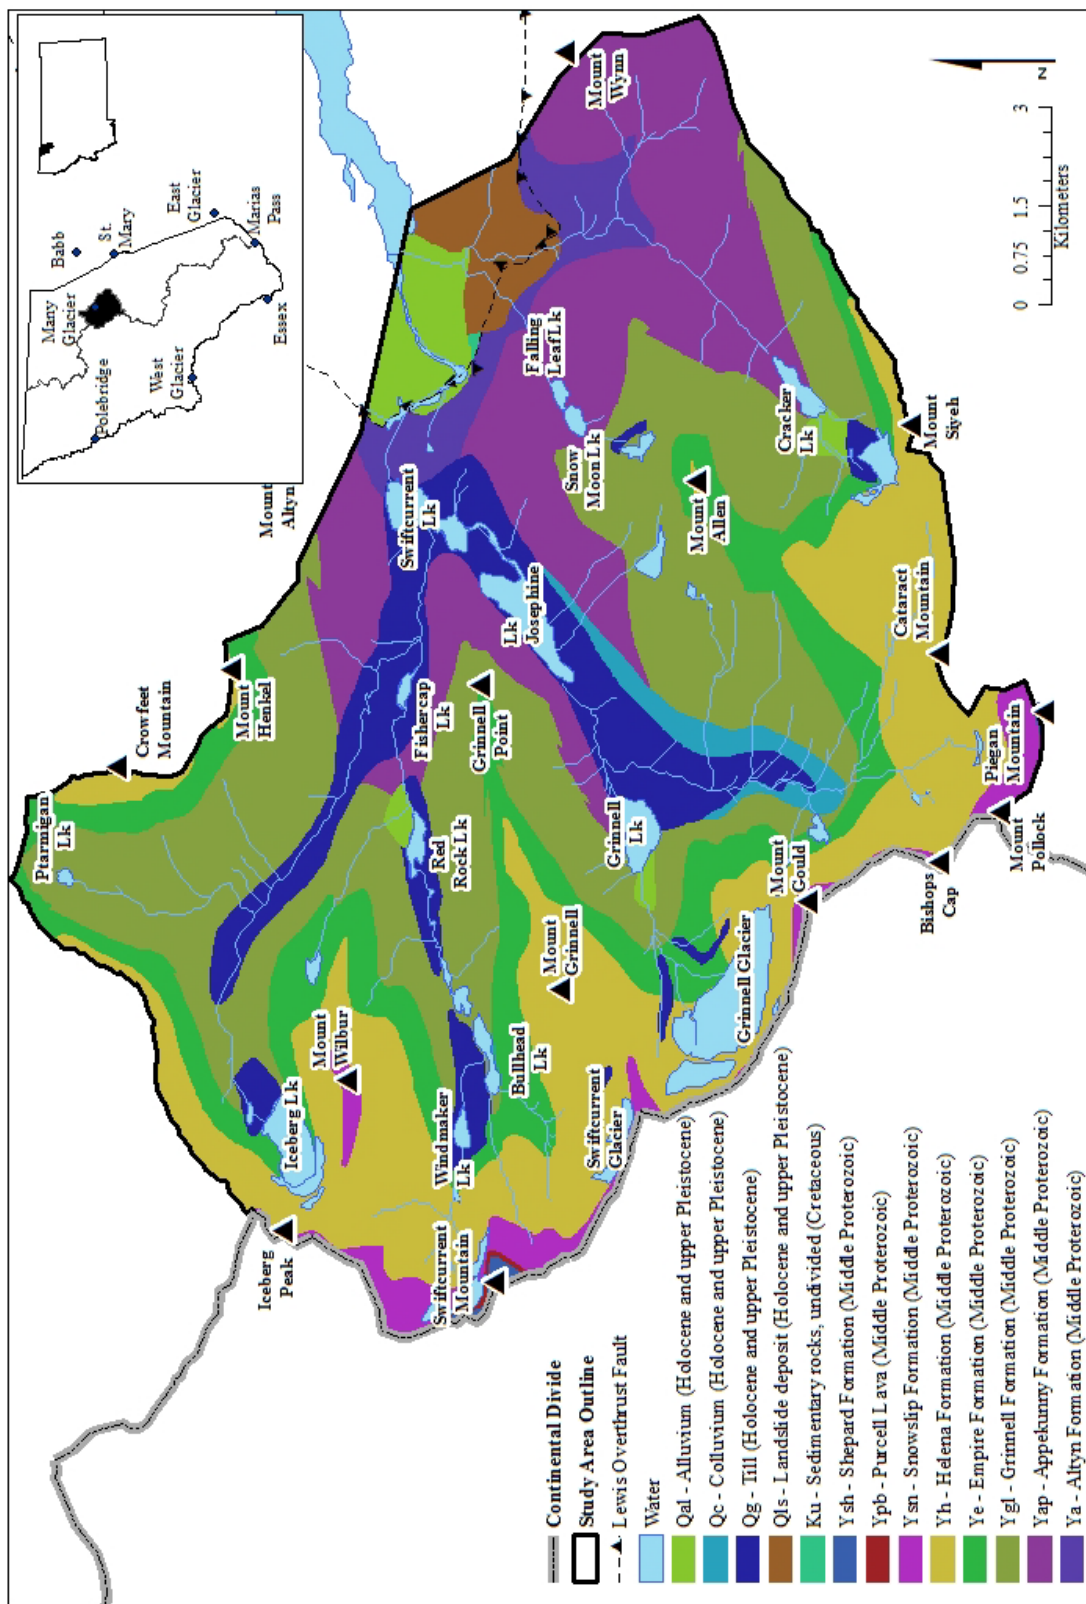 Polebridge
Many
Glacier
Babb
St.
Mary
East
Glacier
West
Glacier
Marias
Pass
Essex
Ptarmigan
Lk
Crowfeet
Mountain
Mount
Henkel
Mount
Altyn
Iceberg
Peak
Iceberg Lk
Mount
Wilbur
Red
Rock Lk
Fishercap
Lk
Swiftcurrent
Lk
Grinnell
Point
Lk
Josephine
Swiftcurrent
Mountain
Windmaker
Lk
Bullhead
Lk
Mount
Grinnell
Swiftcurrent
Glacier
Grinnell
Lk
Snow
Moon Lk
Falling
Leaf Lk
Mount
Wynn
Grinnell Glacier
Mount
Gould
Mount
Allen
Cracker
Lk
Bishops
Cap
Mount
Pollock
Piegan
Mountain
Cataract
Mountain
Mount
Siyeh
Continental Divide
Study Area Outline
Lewis Overthrust Fault
Water
Qal - Alluvium (Holocene and upper Pleistocene)
Qc - Colluvium (Holocene and upper Pleistocene)
Qg - Till (Holocene and upper Pleistocene)
Qls - Landslide deposit (Holocene and upper Pleistocene)
Ku - Sedimentary rocks, undivided (Cretaceous)
Ysh - Shepard Formation (Middle Proterozoic)
Ypb - Purcell Lava (Middle Proterozoic)
Ysn - Snowslip Formation (Middle Proterozoic)
Yh - Helena Formation (Middle Proterozoic)
Ye - Empire Formation (Middle Proterozoic)
Ygl - Grinnell Formation (Middle Proterozoic)
Yap - Appekunny Formation (Middle Proterozoic)
Ya - Altyn Formation (Middle Proterozoic)
0 0.75 1.5 3
Kilometers
N